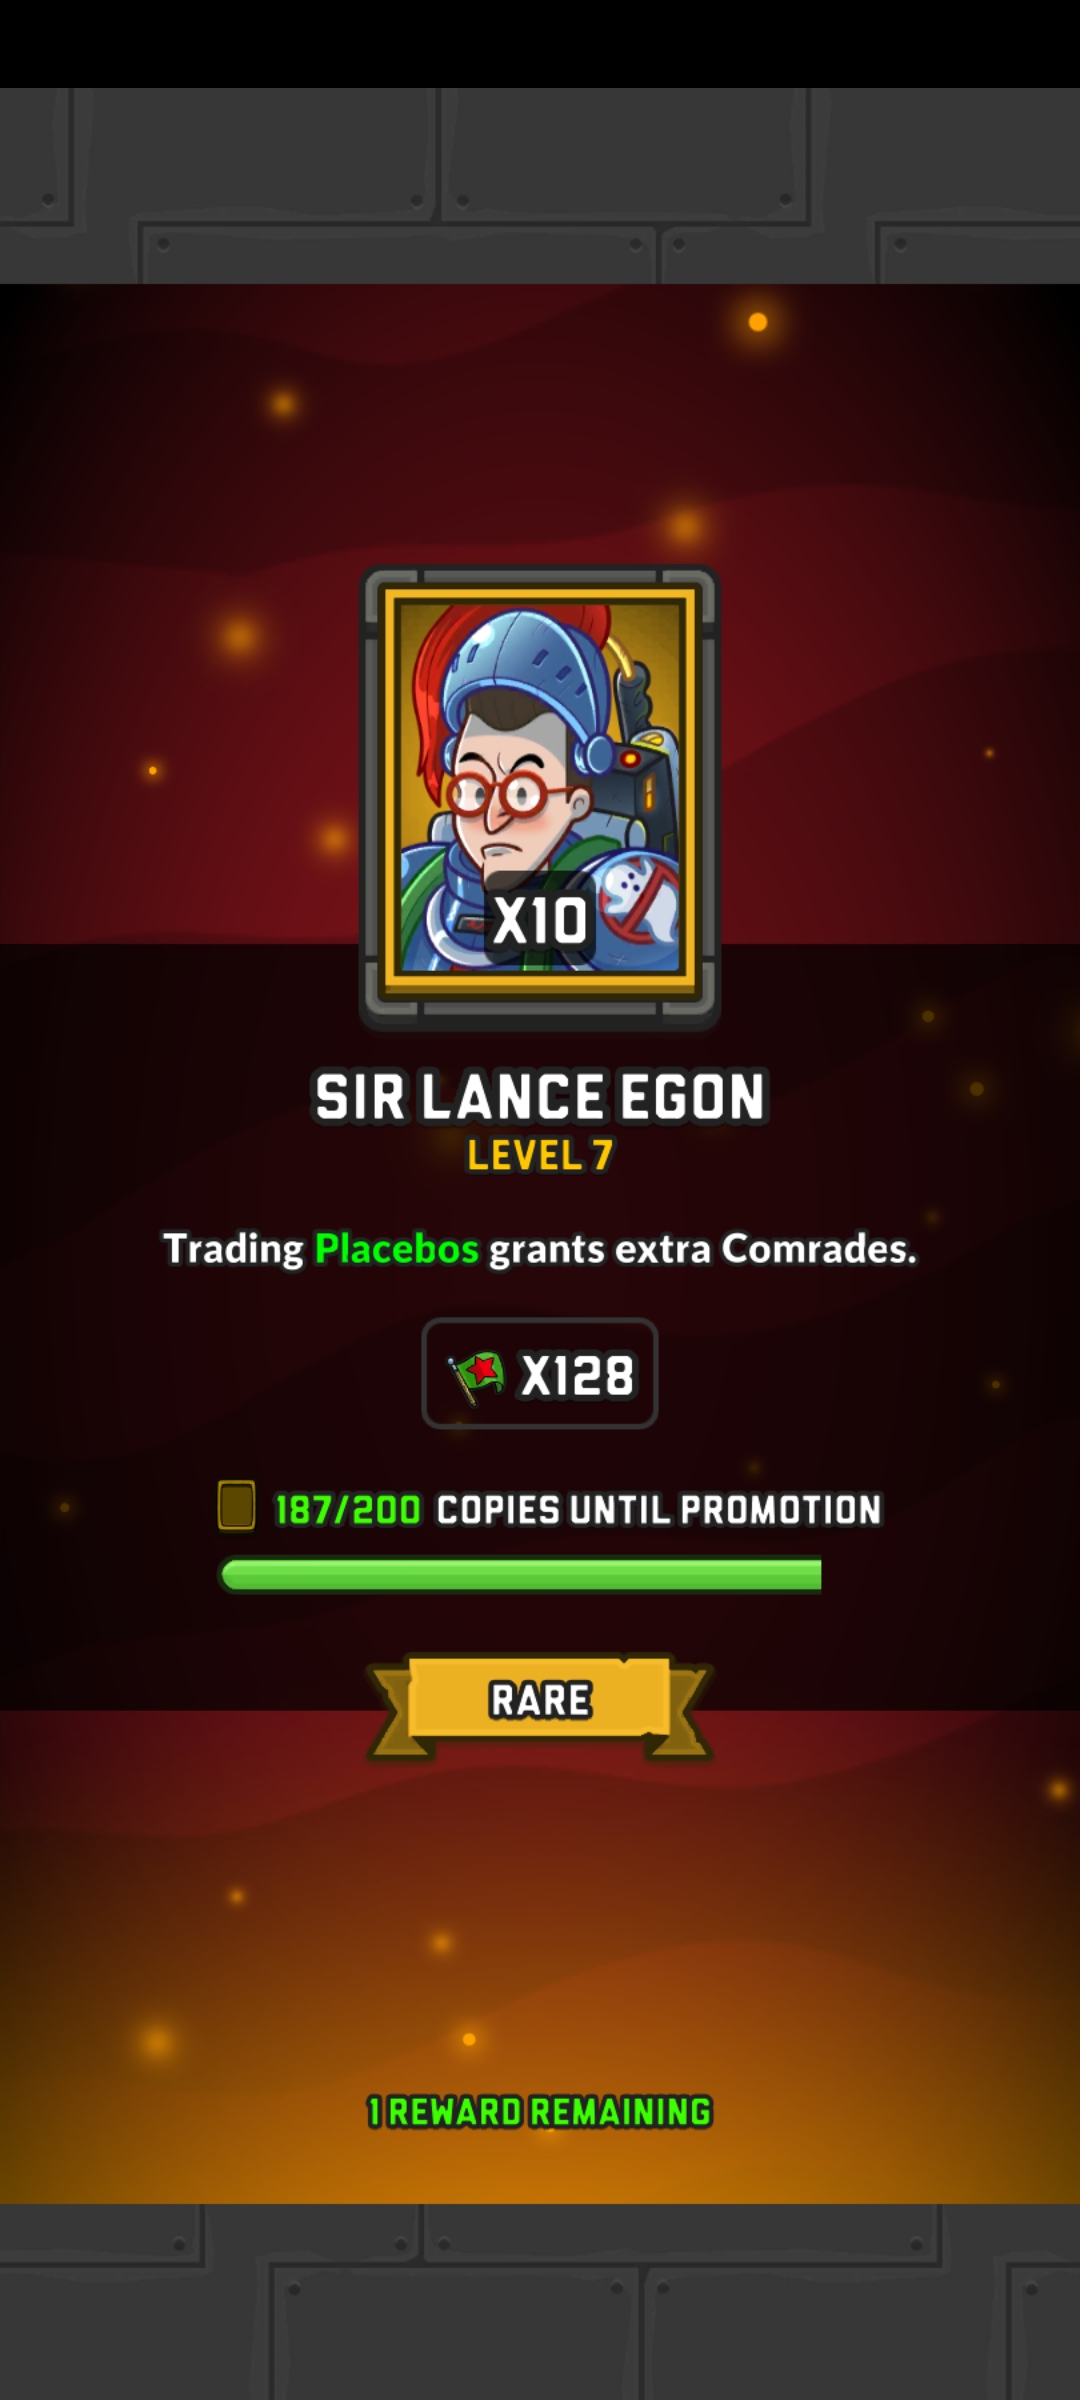 X10
SIR LANCE EGON
LEVEL 7
Trading Placebos grants extra Comrades.
X128
187/200 COPIES UNTIL PROMOTION
RARE
1 REWARD REMAINING